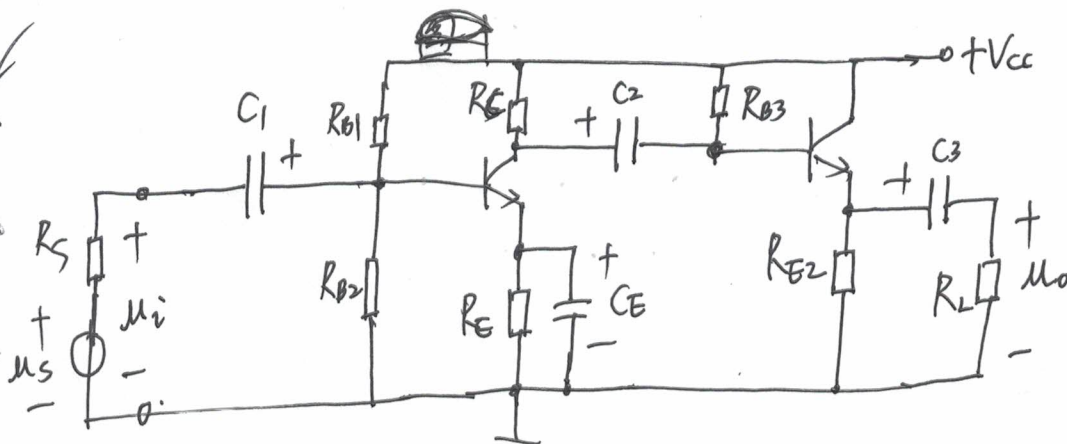 +Vcc
C1
+
RB1
RC
+
C2
RB3
+
C3
RS
+
ui
-
+
us
-
RB2
RE
+
CE
-
RE2
RL
+
uo
-